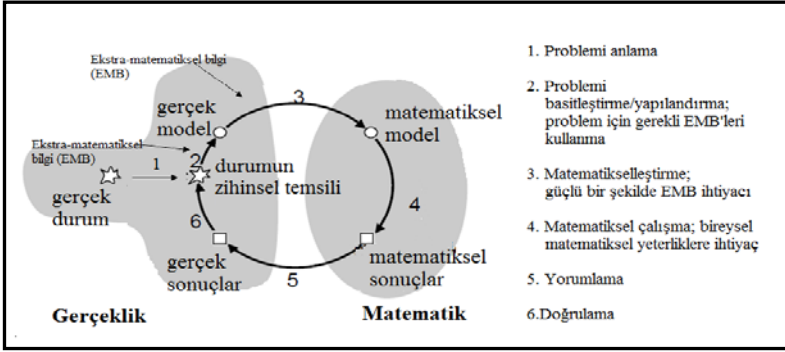 Ekstra-matematiksel bilgi
(EMB)
gerçek
model
3
matematiksel
model
Ekstra-matematiksel
bilgi (EMB)
2
1
durumun
zihinsel temsili
gerçek
durum
4
6
gerçek
sonuçlar
5
matematiksel
sonuçlar
Gerçeklik
Matematik
1. Problemi anlama
2. Problemi
basitleştirme/yapılandırma;
problem için gerekli EMB'leri
kullanma
3. Matematikselleştirme;
güçlü bir şekilde EMB ihtiyacı
4. Matematiksel çalışma; bireysel
matematiksel yeterliklere ihtiyaç
5. Yorumlama
6.Doğrulama